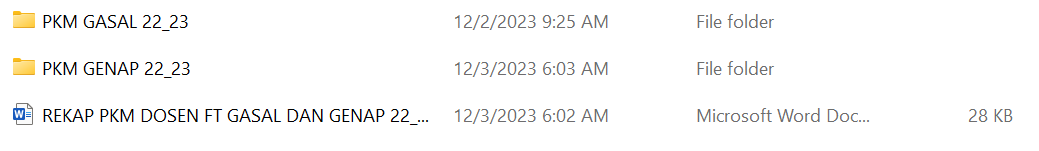 PKM GASAL 22_23 12/2/2023 9:25 AM File folder
PKM GENAP 22_23 12/3/2023 6:03 AM File folder
REKAP PKM DOSEN FT GASAL DAN GENAP 22_... 12/3/2023 6:02 AM Microsoft Word Doc... 28 KB